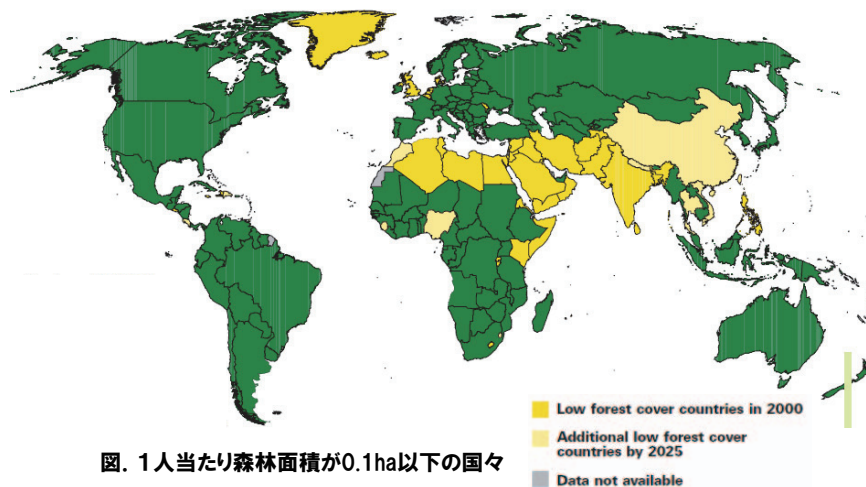 Low forest cover countries in 2000
Additional low forest cover
countries by 2025
Data not available
図. 1人当たり森林面積が0.1ha以下の国々